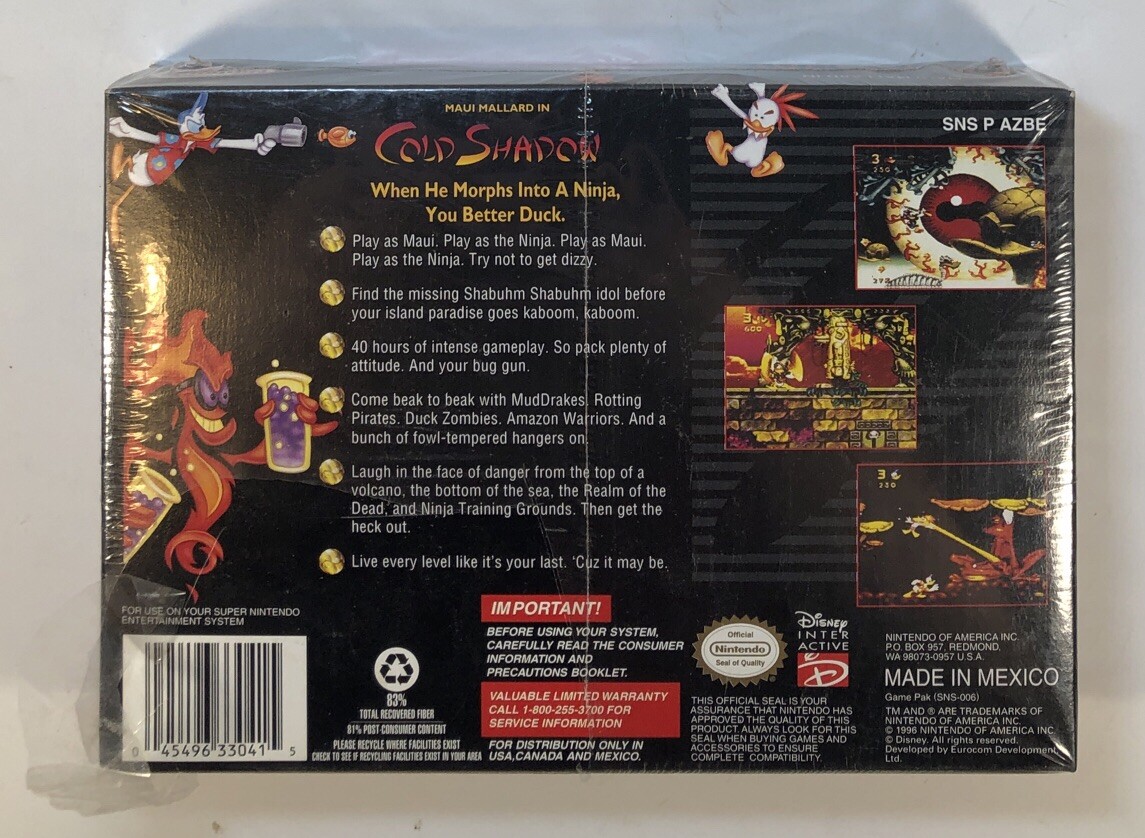 MAUI MALLARD IN
COLD SHADOW
When He Morphs Into A Ninja,
You Better Duck.
Play as Maui. Play as the Ninja. Play as Maui.
Play as the Ninja. Try not to get dizzy.
Find the missing Shabuhm Shabuhm idol before
your island paradise goes kaboom, kaboom.
40 hours of intense gameplay. So pack plenty of
attitude. And your bug gun.
Come beak to beak with MudDrakes. Rotting
Pirates. Duck Zombies. Amazon Warriors. And a
bunch of fowl-tempered hangers on.
Laugh in the face of danger from the top of a
volcano, the bottom of the sea, the Realm of the
Dead, and Ninja Training Grounds. Then get the
heck out.
Live every level like it's your last. 'Cuz it may be.
SNS P AZBE
3
250
3
600
3
230
FOR USE ON YOUR SUPER NINTENDO
ENTERTAINMENT SYSTEM
0 45496 33041 5
83%
TOTAL RECOVERED FIBER
81% POST-CONSUMER CONTENT
PLEASE RECYCLE WHERE FACILITIES EXIST
CHECK TO SEE IF RECYCLING FACILITIES EXIST IN YOUR AREA
IMPORTANT!
BEFORE USING YOUR SYSTEM,
CAREFULLY READ THE CONSUMER
INFORMATION AND
PRECAUTIONS BOOKLET.
VALUABLE LIMITED WARRANTY
CALL 1-800-255-3700 FOR
SERVICE INFORMATION
FOR DISTRIBUTION ONLY IN
USA,CANADA AND MEXICO.
Official
Nintendo
Seal of Quality
DISNEY
INTER
ACTIVE
D
THIS OFFICIAL SEAL IS YOUR
ASSURANCE THAT NINTENDO HAS
APPROVED THE QUALITY OF THIS
PRODUCT. ALWAYS LOOK FOR THIS
SEAL WHEN BUYING GAMES AND
ACCESSORIES TO ENSURE
COMPLETE COMPATIBILITY.
NINTENDO OF AMERICA INC.
P.O. BOX 957, REDMOND,
WA 98073-0957 U.S.A.
MADE IN MEXICO
Game Pak (SNS-006)
TM AND ® ARE TRADEMARKS OF
NINTENDO OF AMERICA INC.
© 1996 NINTENDO OF AMERICA INC.
© Disney. All rights reserved.
Developed by Eurocom Development
Ltd.